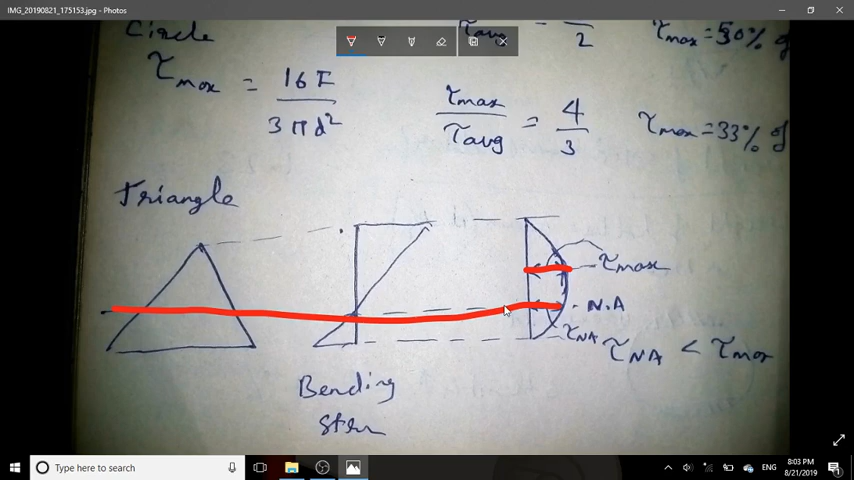 IMG_20190821_175153.jpg - Photos
Circle
τavg 2 τmax = 50% of
τmax = 16F / 3πd²
τmax / τavg = 4 / 3 τmax = 33% of
Triangle
τmax
N.A
τNA τNA < τmax
Bending
Type here to search
ENG
8:03 PM
8/21/2019